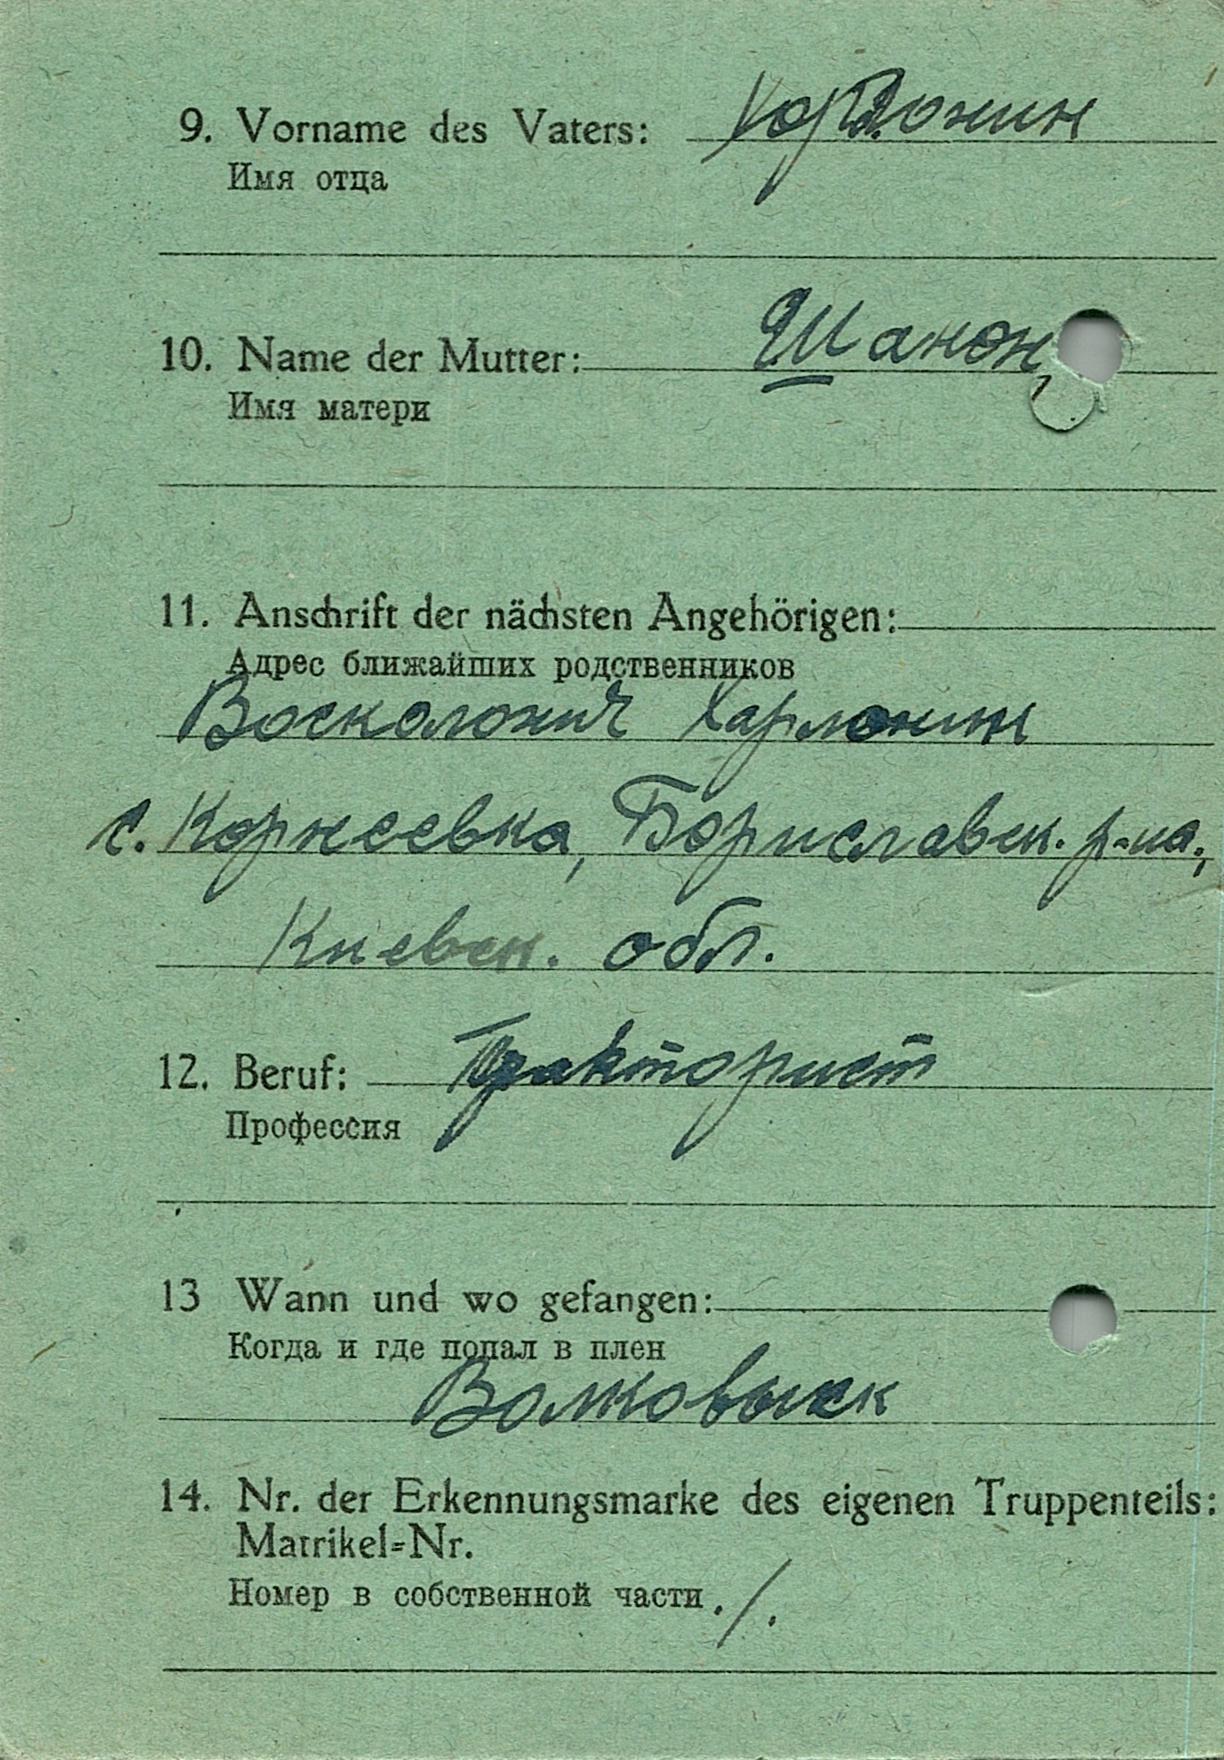 9. Vorname des Vaters: Харлонин
Имя отца
10. Name der Mutter: Шанон
Имя матери
11. Anschrift der nächsten Angehörigen:
Адрес ближайших родственников
Восколонич Харлонин
с. Корнеевка, Бориславск. р-на,
Киевск. обл.
12. Beruf: Тракторист
Профессия
13 Wann und wo gefangen:
Когда и где попал в плен
Волковыск
14. Nr. der Erkennungsmarke des eigenen Truppenteils:
Matrikel=Nr.
Номер в собственной части ./.